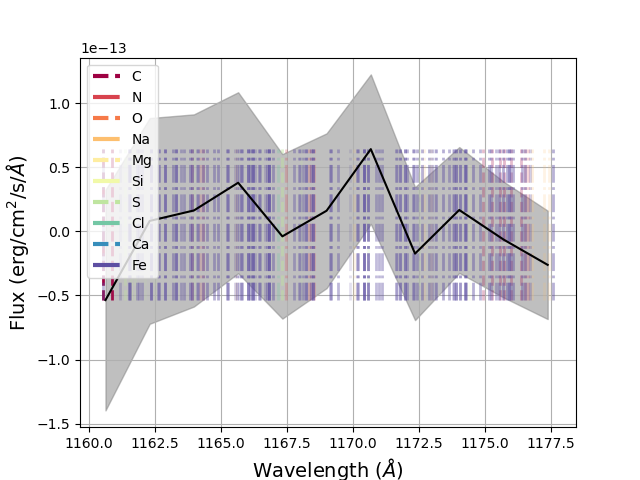 1e−13
1.0
0.5
0.0
−0.5
−1.0
−1.5
Flux (erg/cm²/s/Å)
C
N
O
Na
Mg
Si
S
Cl
Ca
Fe
1160.0 1162.5 1165.0 1167.5 1170.0 1172.5 1175.0 1177.5
Wavelength (Å)